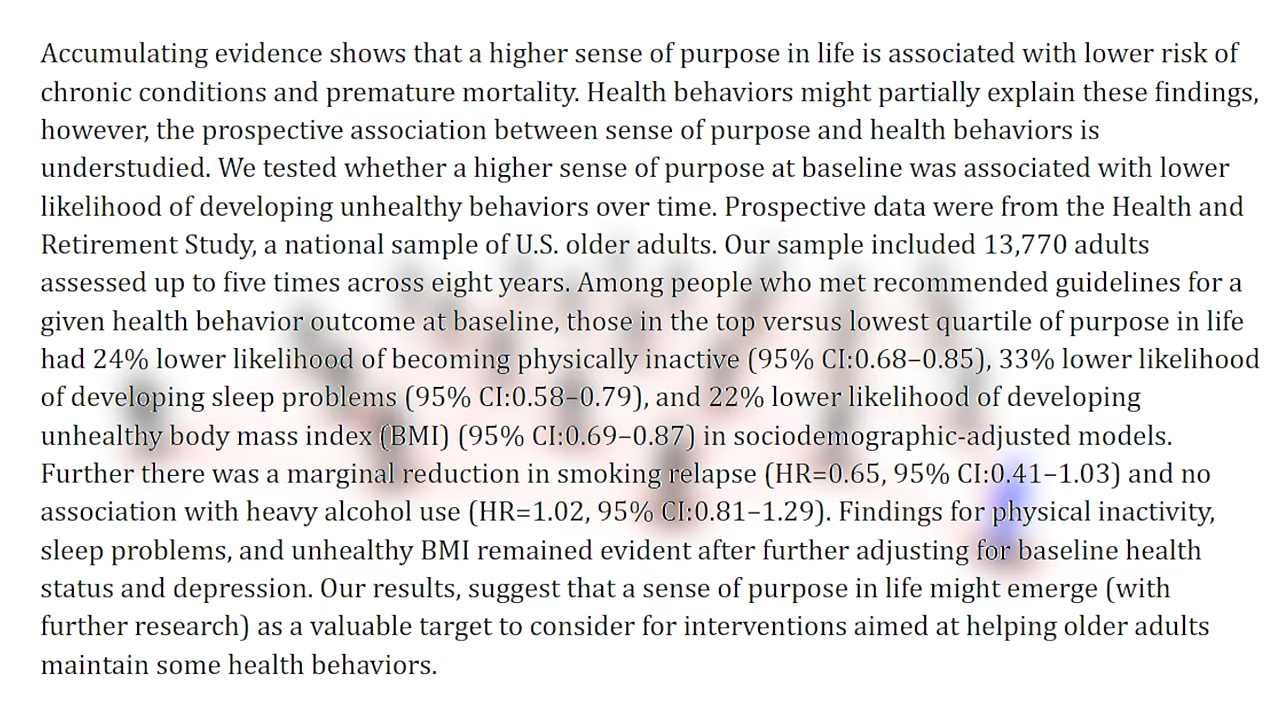 Accumulating evidence shows that a higher sense of purpose in life is associated with lower risk of
chronic conditions and premature mortality. Health behaviors might partially explain these findings,
however, the prospective association between sense of purpose and health behaviors is
understudied. We tested whether a higher sense of purpose at baseline was associated with lower
likelihood of developing unhealthy behaviors over time. Prospective data were from the Health and
Retirement Study, a national sample of U.S. older adults. Our sample included 13,770 adults
assessed up to five times across eight years. Among people who met recommended guidelines for a
given health behavior outcome at baseline, those in the top versus lowest quartile of purpose in life
had 24% lower likelihood of becoming physically inactive (95% CI:0.68–0.85), 33% lower likelihood
of developing sleep problems (95% CI:0.58–0.79), and 22% lower likelihood of developing
unhealthy body mass index (BMI) (95% CI:0.69–0.87) in sociodemographic-adjusted models.
Further there was a marginal reduction in smoking relapse (HR=0.65, 95% CI:0.41–1.03) and no
association with heavy alcohol use (HR=1.02, 95% CI:0.81–1.29). Findings for physical inactivity,
sleep problems, and unhealthy BMI remained evident after further adjusting for baseline health
status and depression. Our results, suggest that a sense of purpose in life might emerge (with
further research) as a valuable target to consider for interventions aimed at helping older adults
maintain some health behaviors.